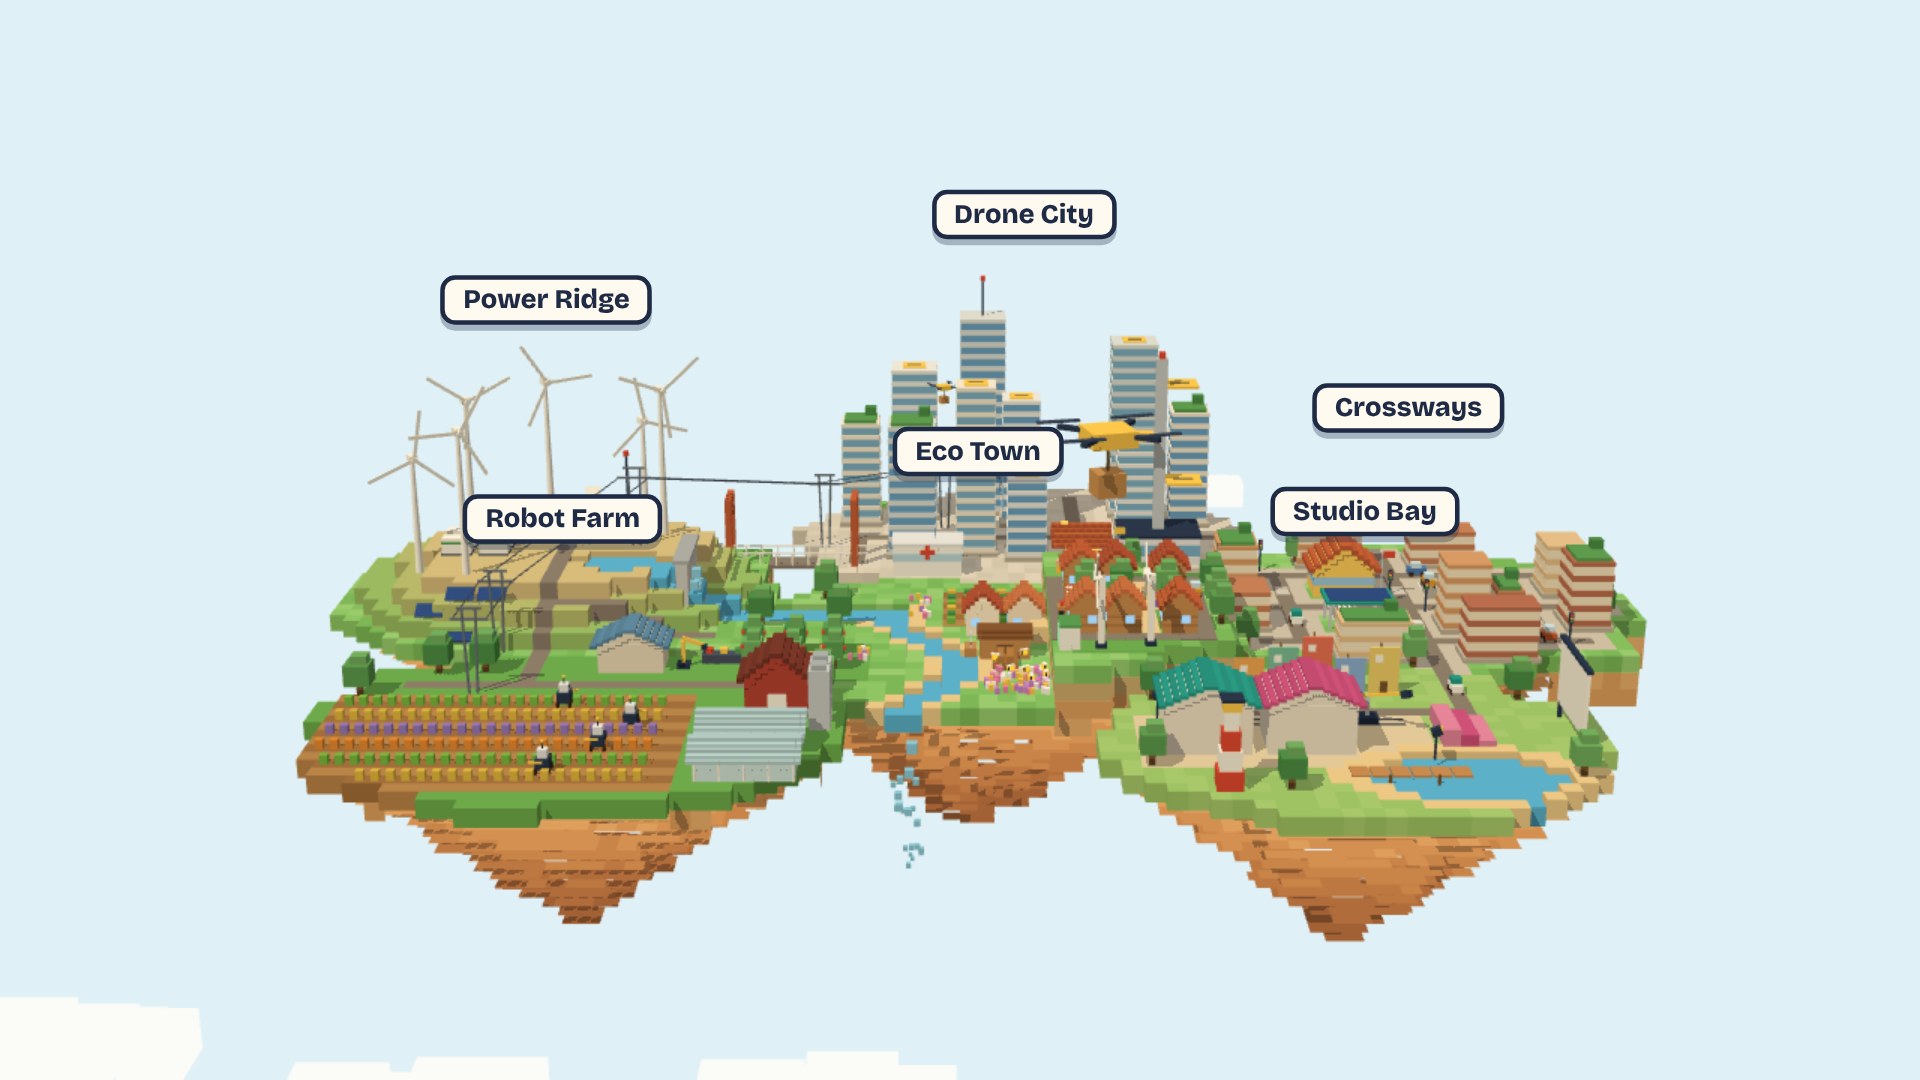 Drone City
Power Ridge
Crossways
Eco Town
Robot Farm
Studio Bay